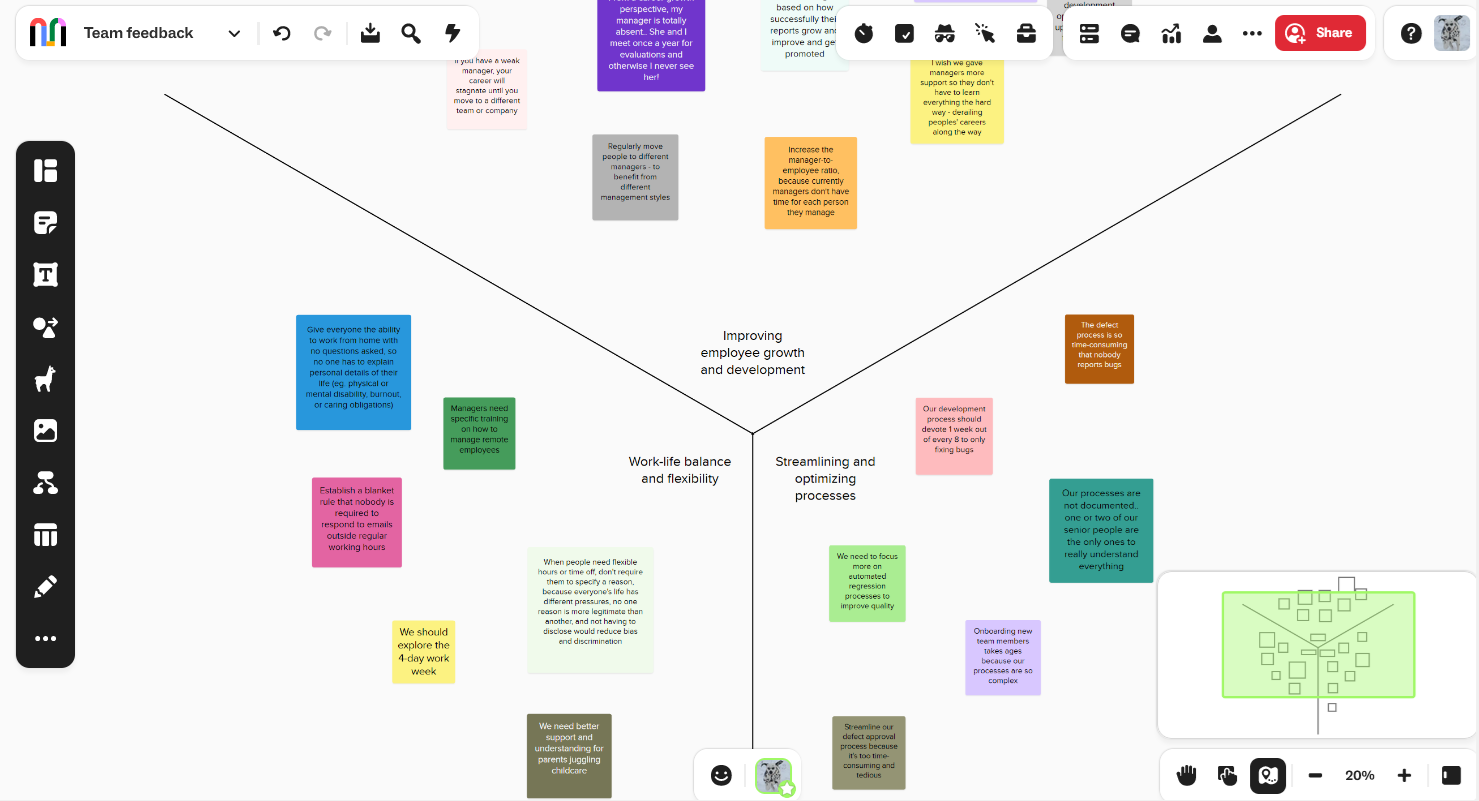 Team feedback
Share
From a career growth
perspective, my
manager is totally
absent.. She and I
meet once a year for
evaluations and
otherwise I never see
her!
based on how
successfully their
reports grow and
improve and get
promoted
development
If you have a weak
manager, your
career will
stagnate until you
move to a different
team or company
I wish we gave
managers more
support so they don't
have to learn
everything the hard
way - derailing
peoples' careers
along the way
Regularly move
people to different
managers - to
benefit from
different
management styles
Increase the
manager-to-
employee ratio,
because currently
managers don't have
time for each person
they manage
Improving
employee growth
and development
Give everyone the ability
to work from home with
no questions asked, so
no one has to explain
personal details of their
life (eg. physical or
mental disability, burnout,
or caring obligations)
Managers need
specific training
on how to
manage remote
employees
Work-life balance
and flexibility
Establish a blanket
rule that nobody is
required to
respond to emails
outside regular
working hours
When people need flexible
hours or time off, don't require
them to specify a reason,
because everyone's life has
different pressures, no one
reason is more legitimate than
another, and not having to
disclose would reduce bias
and discrimination
We should
explore the
4-day work
week
We need better
support and
understanding for
parents juggling
childcare
Streamlining and
optimizing
processes
The defect
process is so
time-consuming
that nobody
reports bugs
Our development
process should
devote 1 week out
of every 8 to only
fixing bugs
Our processes are
not documented..
one or two of our
senior people are
the only ones to
really understand
everything
We need to focus
more on
automated
regression
processes to
improve quality
Onboarding new
team members
takes ages
because our
processes are so
complex
Streamline our
defect approval
process because
it's too time-
consuming and
tedious
20%